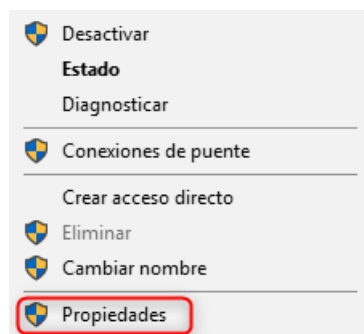 Desactivar
Estado
Diagnosticar
Conexiones de puente
Crear acceso directo
Eliminar
Cambiar nombre
Propiedades